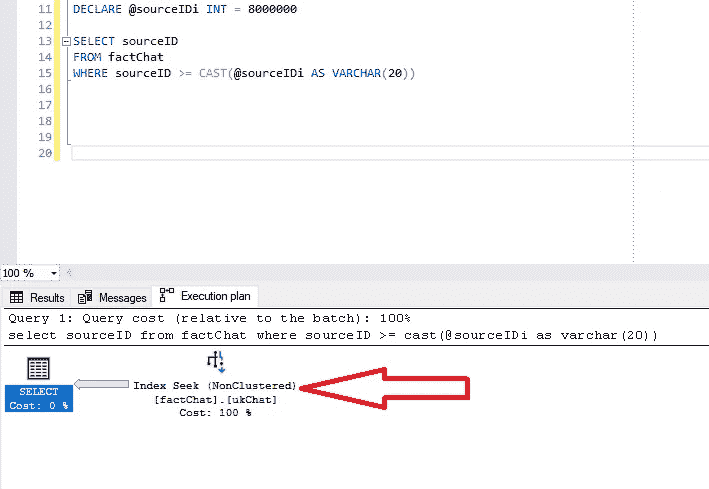 11 DECLARE @sourceIDi INT = 8000000
12
13 SELECT sourceID
14 FROM factChat
15 WHERE sourceID >= CAST(@sourceIDi AS VARCHAR(20))
16
17
18
19
20
100 %
Results Messages Execution plan
Query 1: Query cost (relative to the batch): 100%
select sourceID from factChat where sourceID >= cast(@sourceIDi as varchar(20))
SELECT
Cost: 0 %
Index Seek (NonClustered)
[factChat].[ukChat]
Cost: 100 %